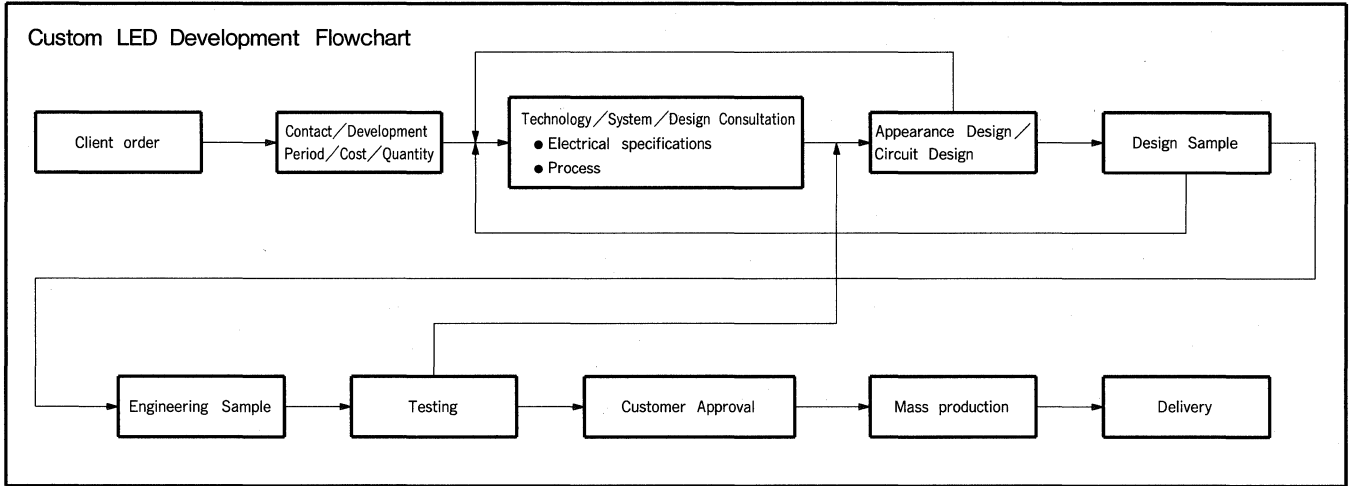 Custom LED Development Flowchart
Client order
Contact／Development
Period／Cost／Quantity
Technology／System／Design Consultation
● Electrical specifications
● Process
Appearance Design／
Circuit Design
Design Sample
Engineering Sample
Testing
Customer Approval
Mass production
Delivery